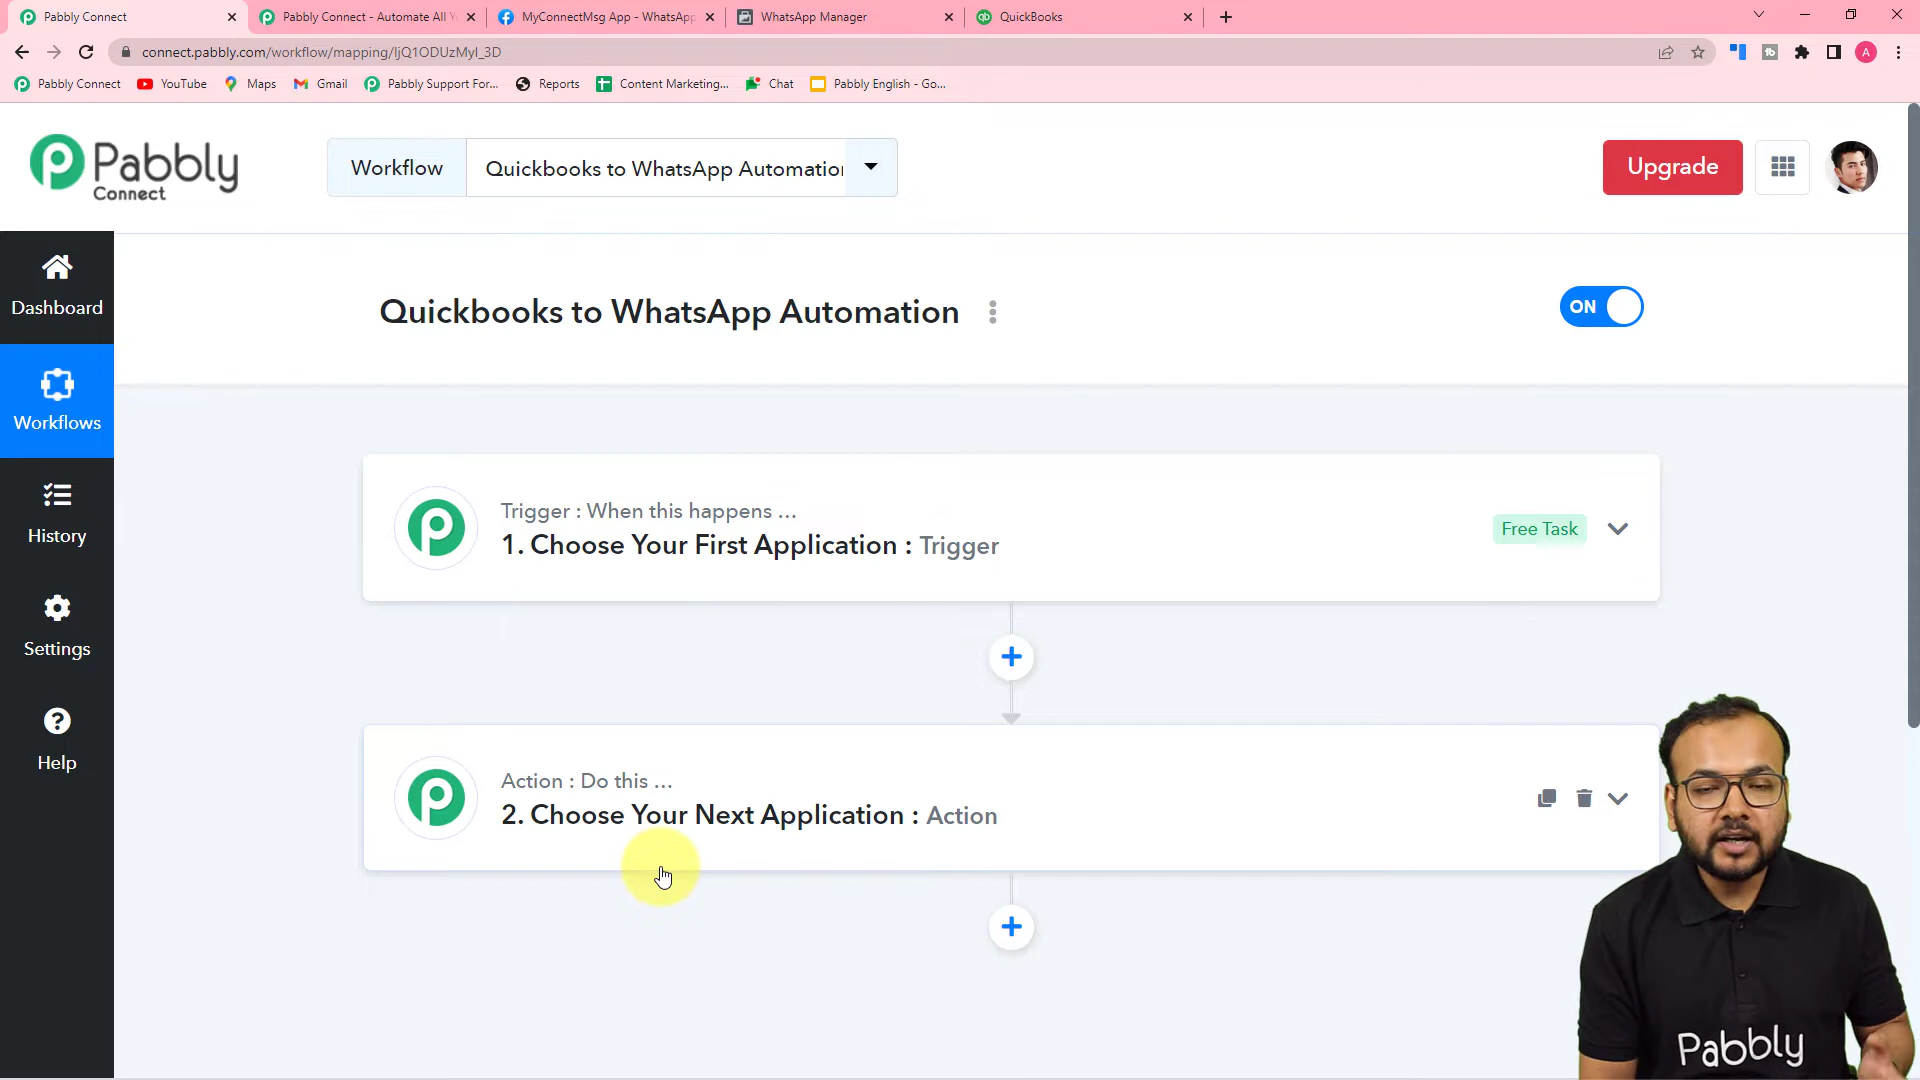 Pabbly Connect
Pabbly Connect - Automate All Y
MyConnectMsg App - WhatsApp
WhatsApp Manager
QuickBooks
connect.pabbly.com/workflow/mapping/IjQ1ODUzMyI_3D
A
Pabbly Connect
YouTube
Maps
Gmail
Pabbly Support For...
Reports
Content Marketing...
Chat
Pabbly English - Go...
Pabbly
Connect
Workflow
Quickbooks to WhatsApp Automation
Upgrade
Dashboard
Workflows
History
Settings
Help
Quickbooks to WhatsApp Automation
ON
Trigger : When this happens ...
1. Choose Your First Application : Trigger
Free Task
Action : Do this ...
2. Choose Your Next Application : Action
Pabbly